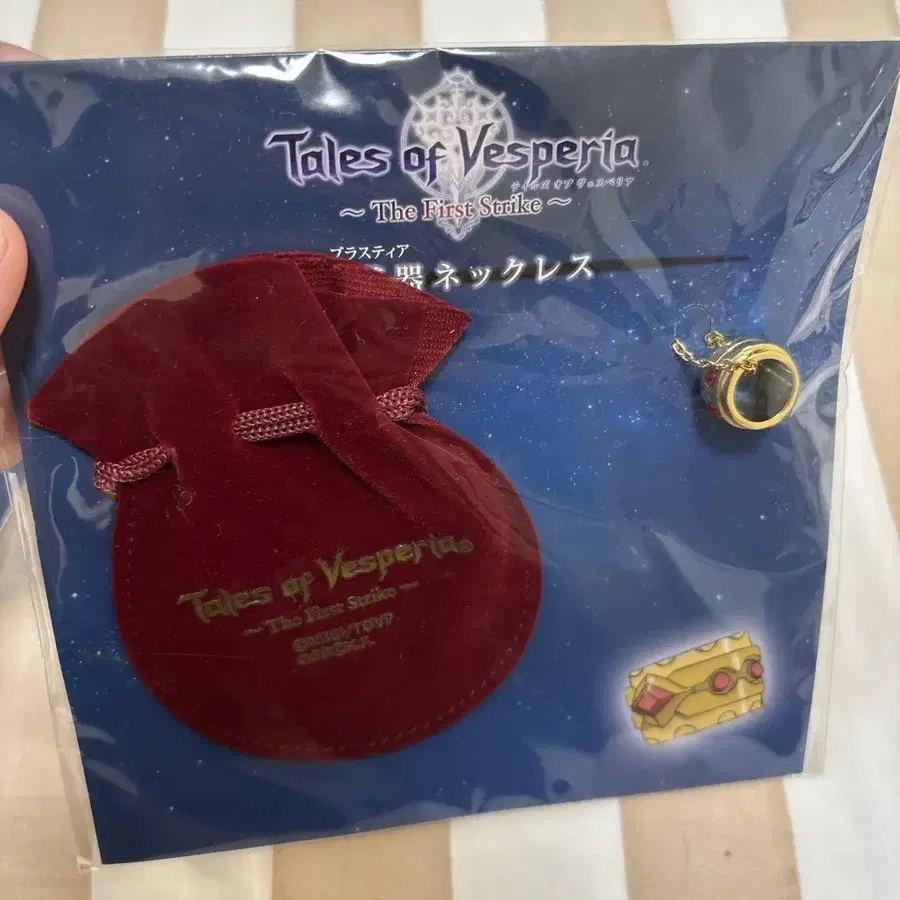 Tales of Vesperia
テイルズ オブ ヴェスペリア
～ The First Strike ～
ブラスティア
器 ネックレス
Tales of Vesperia®
— The First Strike —